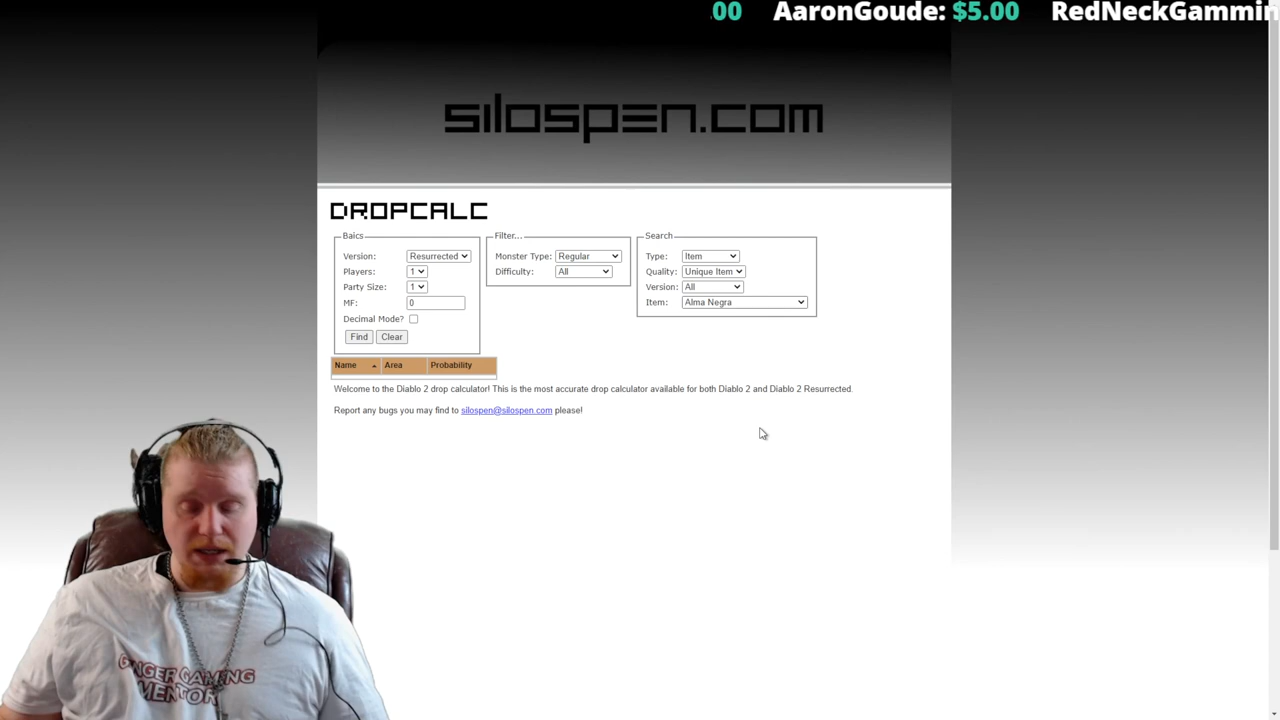 00 AaronGoude: $5.00 RedNeckGammin
silospen.com
DROPCALC
Baics
Version: Resurrected
Players: 1
Party Size: 1
MF: 0
Decimal Mode?
Find Clear
Filter...
Monster Type: Regular
Difficulty: All
Search
Type: Item
Quality: Unique Item
Version: All
Item: Alma Negra
Name Area Probability
Welcome to the Diablo 2 drop calculator! This is the most accurate drop calculator available for both Diablo 2 and Diablo 2 Resurrected.
Report any bugs you may find to silospen@silospen.com please!
GINGER GAMING
MENTOR